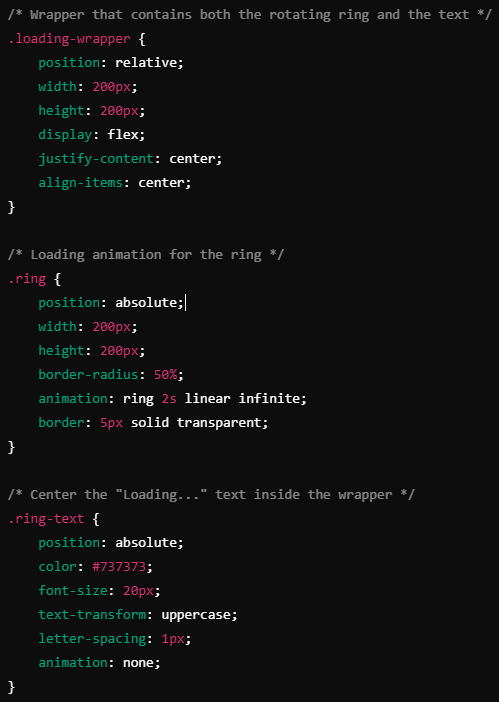 /* Wrapper that contains both the rotating ring and the text */
.loading-wrapper {
    position: relative;
    width: 200px;
    height: 200px;
    display: flex;
    justify-content: center;
    align-items: center;
}

/* Loading animation for the ring */
.ring {
    position: absolute;
    width: 200px;
    height: 200px;
    border-radius: 50%;
    animation: ring 2s linear infinite;
    border: 5px solid transparent;
}

/* Center the "Loading..." text inside the wrapper */
.ring-text {
    position: absolute;
    color: #737373;
    font-size: 20px;
    text-transform: uppercase;
    letter-spacing: 1px;
    animation: none;
}